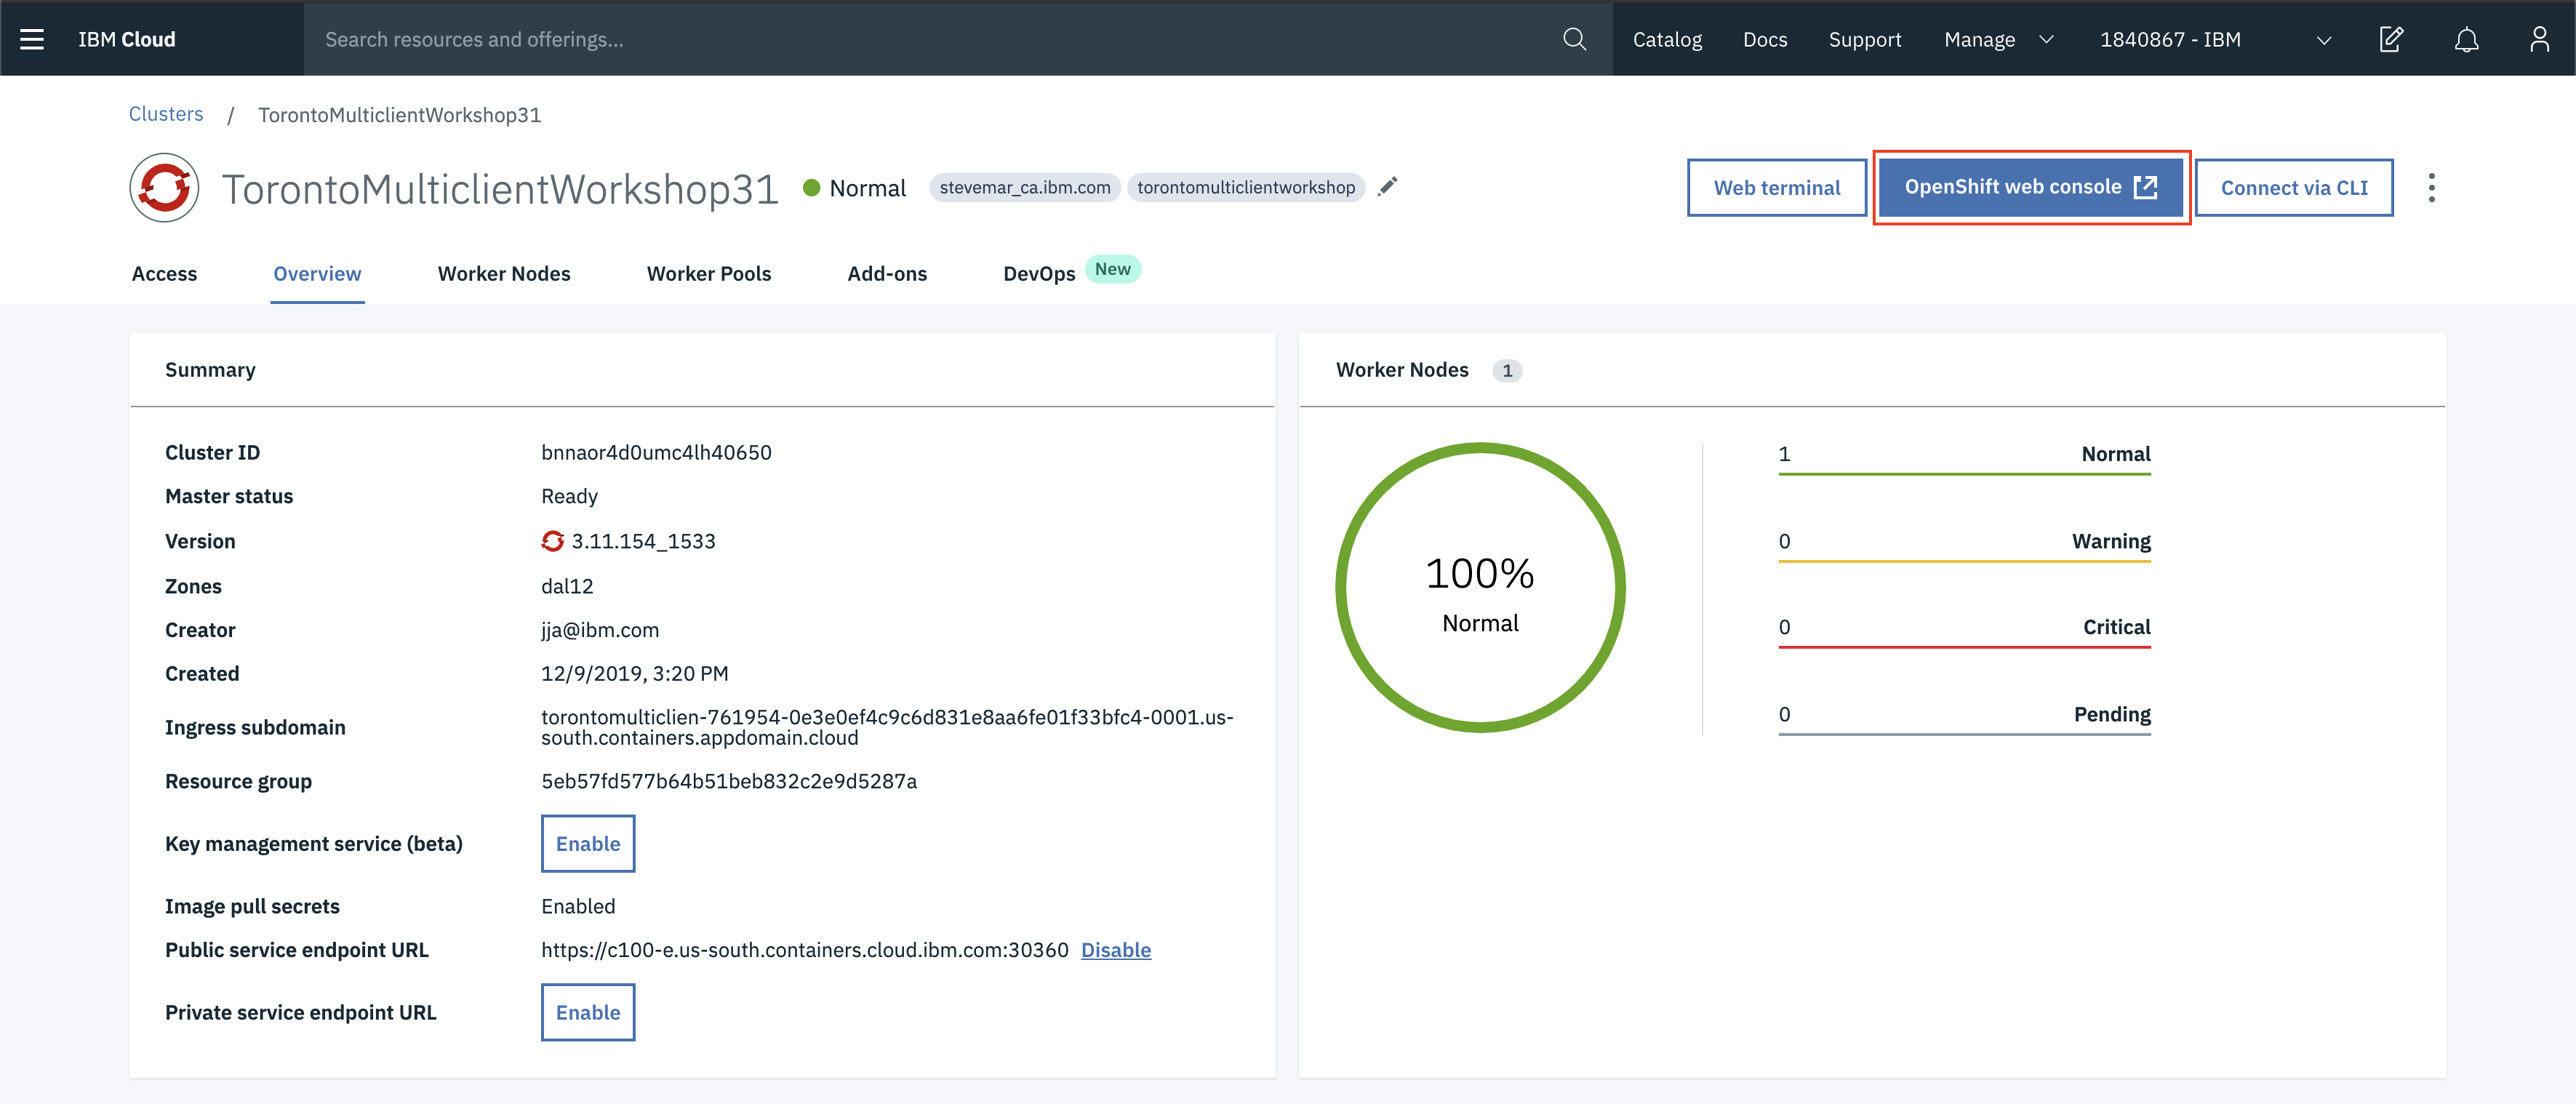 IBM Cloud
Search resources and offerings...
Catalog
Docs
Support
Manage
1840867 - IBM
Clusters / TorontoMulticlientWorkshop31
TorontoMulticlientWorkshop31
Normal
stevemar_ca.ibm.com
torontomulticlientworkshop
Web terminal
OpenShift web console
Connect via CLI
Access
Overview
Worker Nodes
Worker Pools
Add-ons
DevOps
New
Summary
Cluster ID bnnaor4d0umc4lh40650
Master status Ready
Version 3.11.154_1533
Zones dal12
Creator jja@ibm.com
Created 12/9/2019, 3:20 PM
Ingress subdomain torontomulticlien-761954-0e3e0ef4c9c6d831e8aa6fe01f33bfc4-0001.us-
south.containers.appdomain.cloud
Resource group 5eb57fd577b64b51beb832c2e9d5287a
Key management service (beta) Enable
Image pull secrets Enabled
Public service endpoint URL https://c100-e.us-south.containers.cloud.ibm.com:30360 Disable
Private service endpoint URL Enable
Worker Nodes 1
100%
Normal
1 Normal
0 Warning
0 Critical
0 Pending